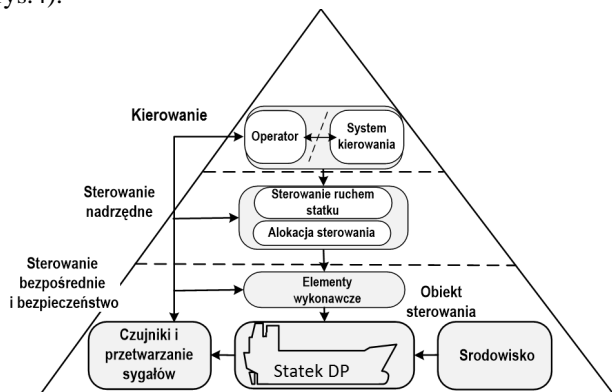 rys. 4).
Kierowanie
Operator
System
kierowania
Sterowanie
nadrzędne
Sterowanie ruchem
statku
Alokacja sterowania
Sterowanie
bezpośrednie
i bezpieczeństwo
Elementy
wykonawcze
Obiekt
sterowania
Czujniki i
przetwarzanie
sygałów
Statek DP
Srodowisko